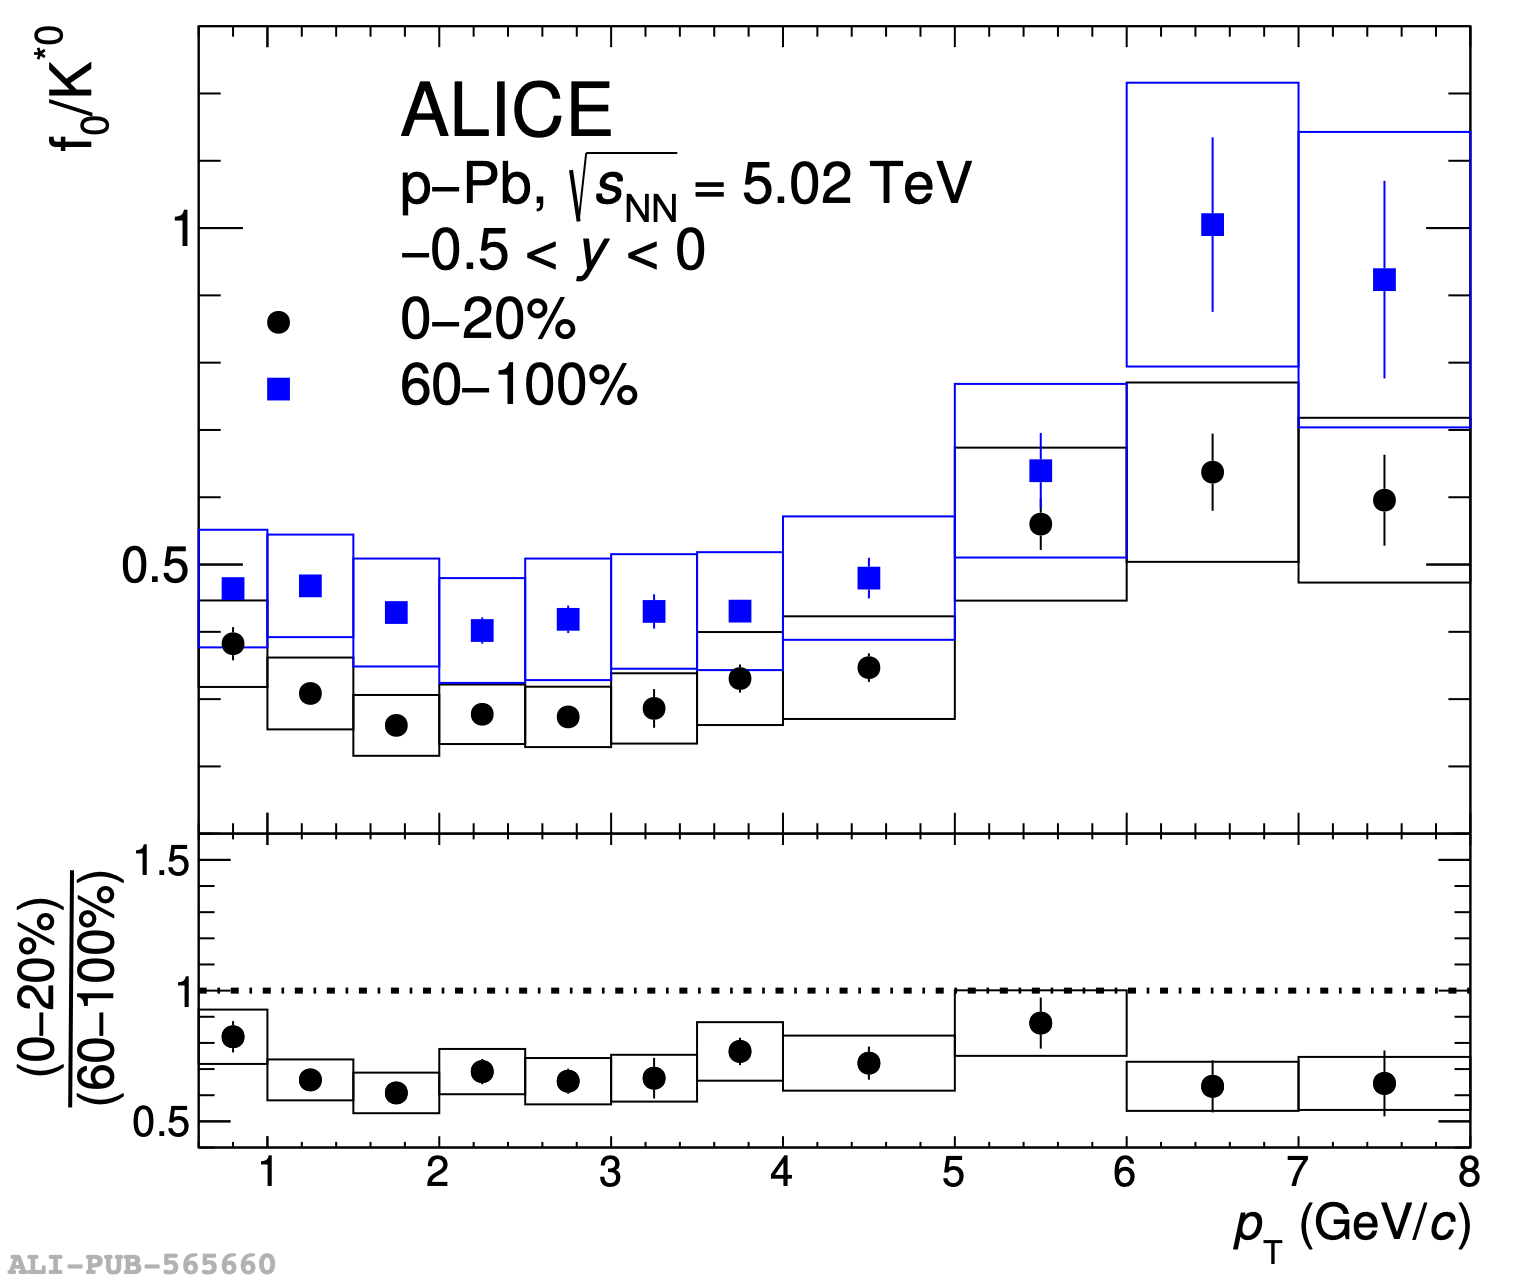 f0/K*0
ALICE
p–Pb, √sNN = 5.02 TeV
–0.5 < y < 0
0–20%
60–100%
1
0.5
(0–20%)
(60–100%)
1.5
1
0.5
1 2 3 4 5 6 7 8
pT (GeV/c)
ALI-PUB-565660